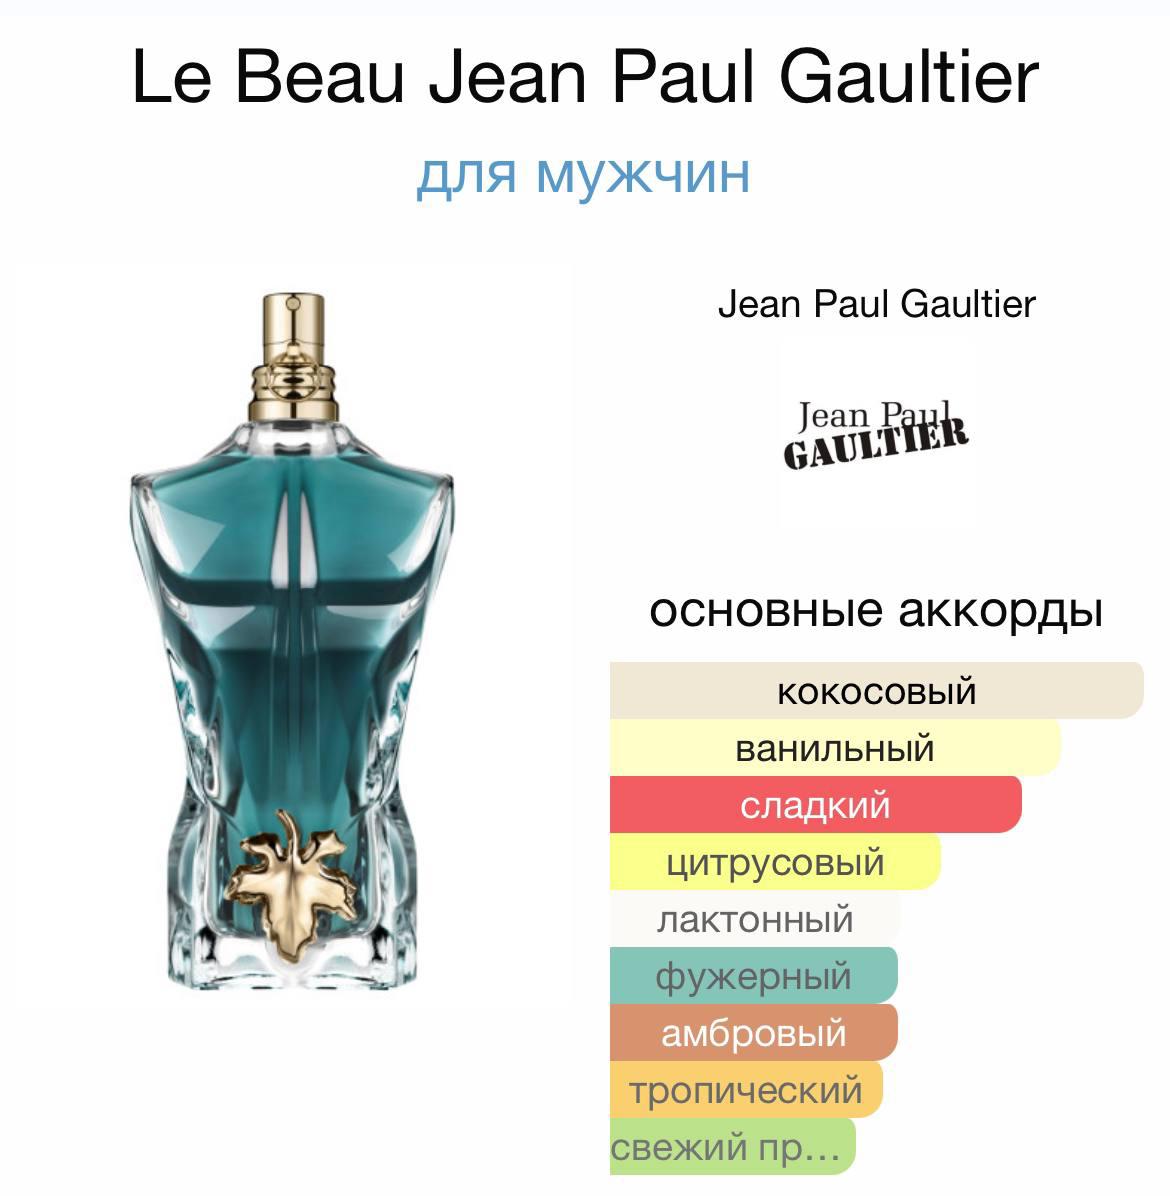 Le Beau Jean Paul Gaultier
для мужчин
Jean Paul Gaultier
Jean Paul
GAULTIER
основные аккорды
кокосовый
ванильный
сладкий
цитрусовый
лактонный
фужерный
амбровый
тропический
свежий пр...